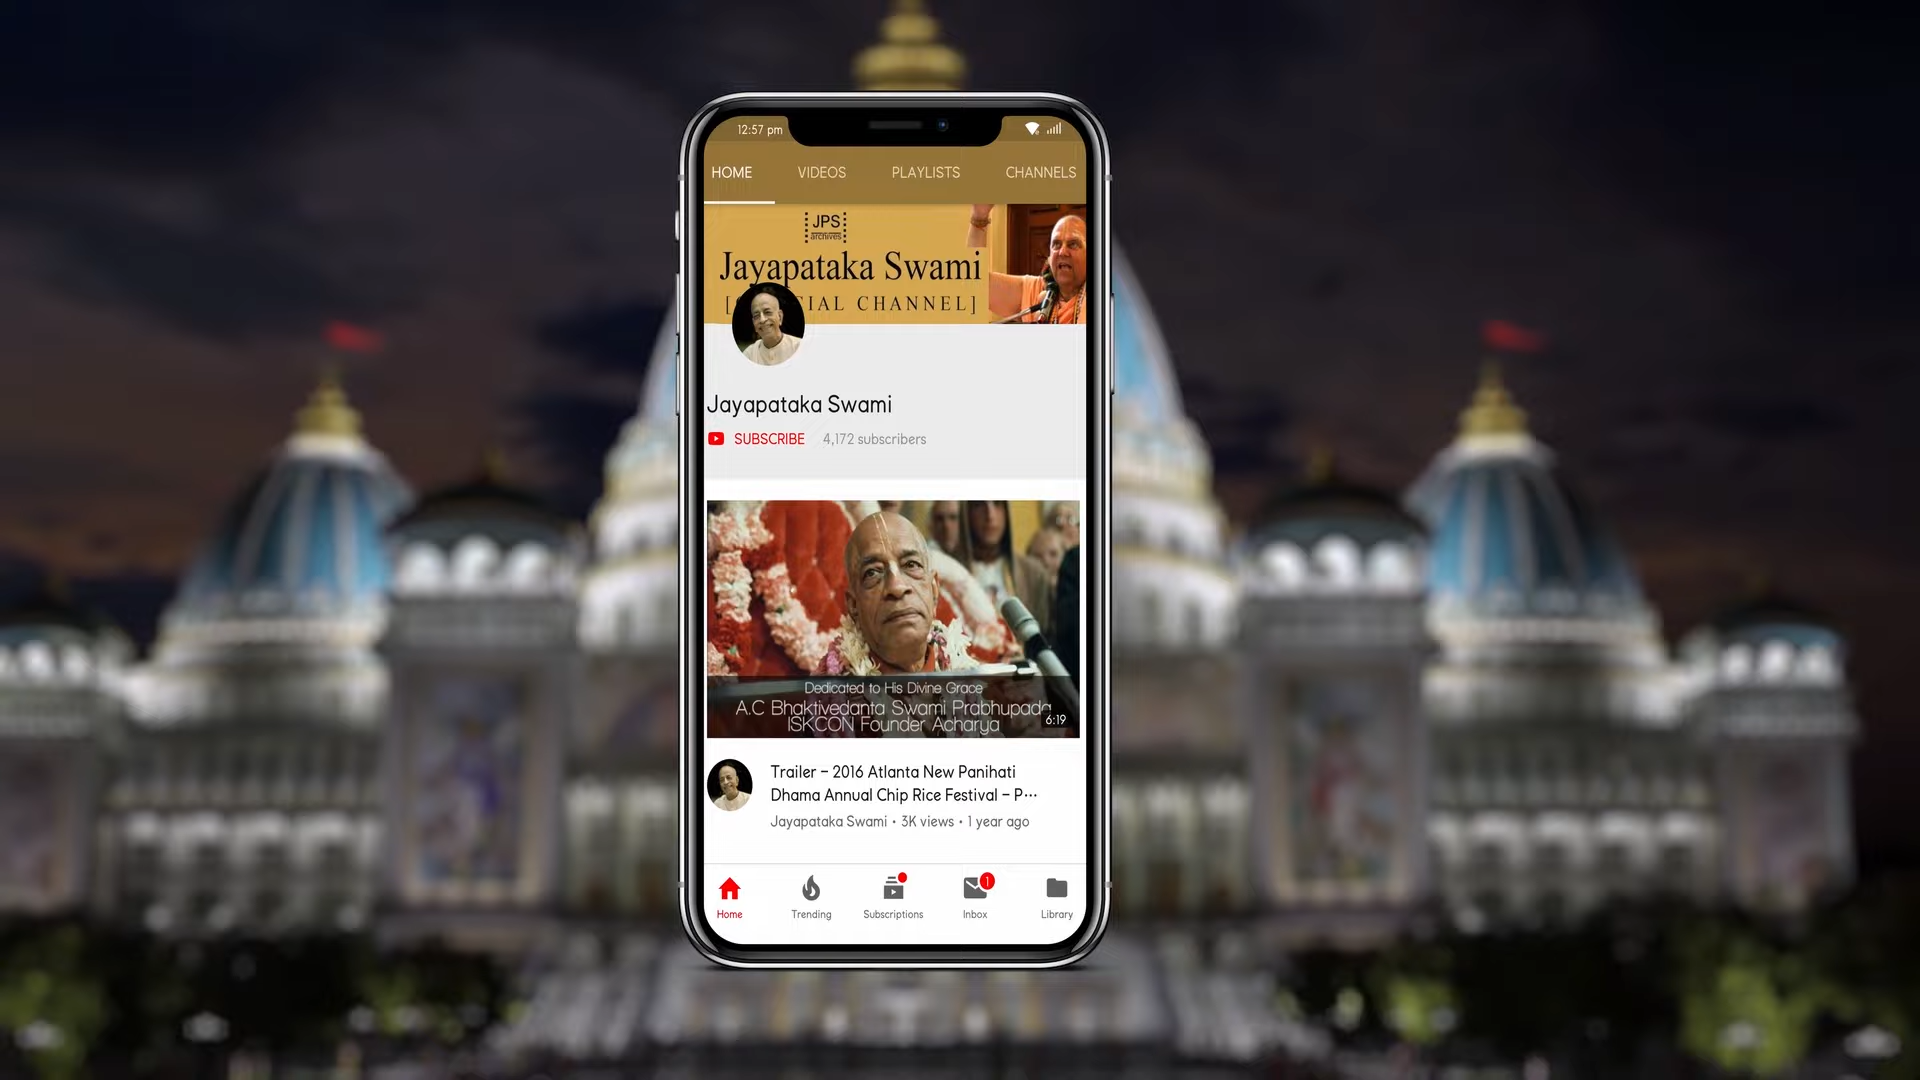 12:57 pm
HOME VIDEOS PLAYLISTS CHANNELS
JPS
archives
Jayapataka Swami
[ CIAL CHANNEL]
Jayapataka Swami
SUBSCRIBE 4,172 subscribers
Dedicated to His Divine Grace
A.C Bhaktivedanta Swami Prabhupada
ISKCON Founder Acharya
6:19
Trailer – 2016 Atlanta New Panihati
Dhama Annual Chip Rice Festival – P...
Jayapataka Swami • 3K views • 1 year ago
1
Home Trending Subscriptions Inbox Library